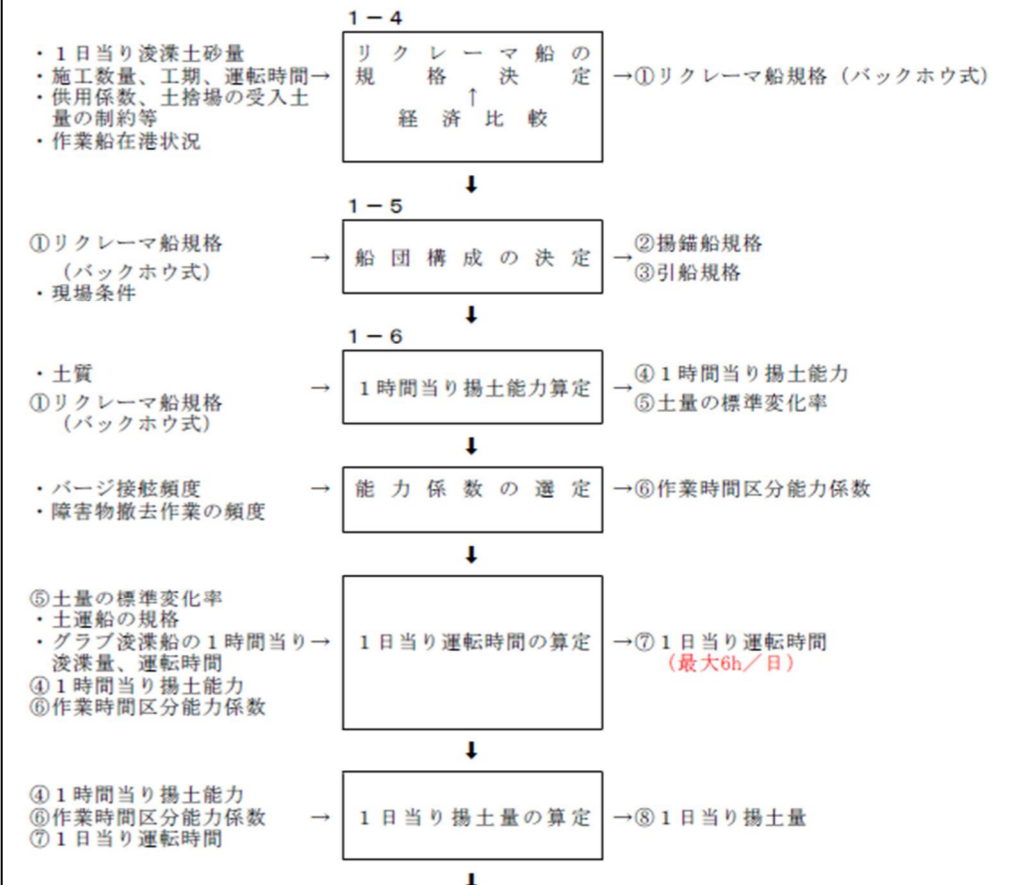 1－4
・1日当り浚渫土砂量
・施工数量、工期、運転時間→
・供用係数、土捨場の受入土
量の制約等
・作業船在港状況
リクレーマ船の
規格決定
↑
経済比較
→①リクレーマ船規格（バックホウ式）
⬇
1－5
①リクレーマ船規格
（バックホウ式）
・現場条件
→
船団構成の決定
→②揚錨船規格
③引船規格
⬇
1－6
・土質
①リクレーマ船規格
（バックホウ式）
→
1時間当り揚土能力算定
→④1時間当り揚土能力
⑤土量の標準変化率
⬇
・バージ接舷頻度
・障害物撤去作業の頻度
→
能力係数の選定
→⑥作業時間区分能力係数
⬇
⑤土量の標準変化率
・土運船の規格
・グラブ浚渫船の1時間当り→
浚渫量、運転時間
④1時間当り揚土能力
⑥作業時間区分能力係数
1日当り運転時間の算定
→⑦1日当り運転時間
（最大6h／日）
⬇
④1時間当り揚土能力
⑥作業時間区分能力係数
⑦1日当り運転時間
→
1日当り揚土量の算定
→⑧1日当り揚土量
⬇